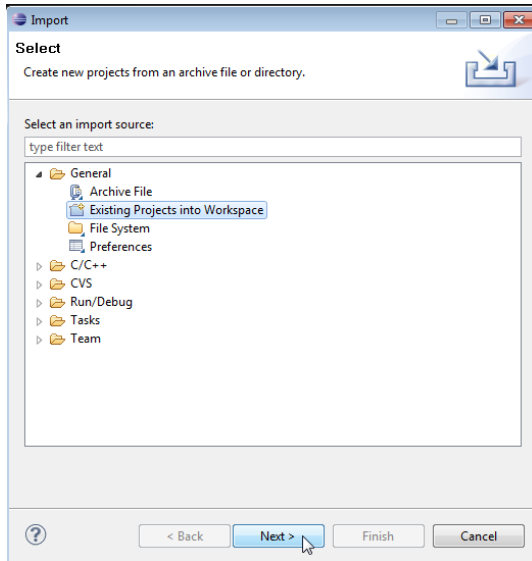 Import
Select
Create new projects from an archive file or directory.
Select an import source:
type filter text
General
Archive File
Existing Projects into Workspace
File System
Preferences
C/C++
CVS
Run/Debug
Tasks
Team
? < Back Next > Finish Cancel